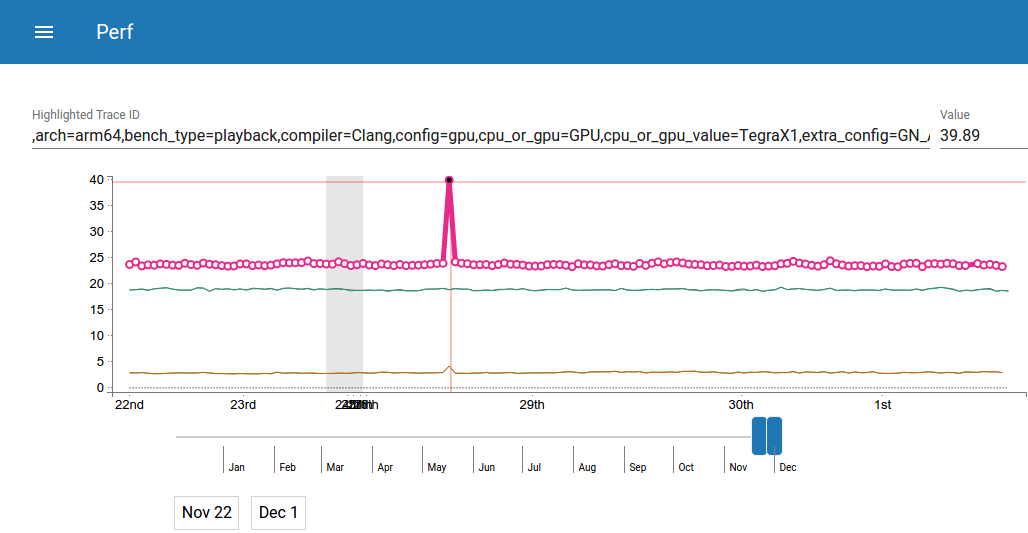 Perf
Highlighted Trace ID
Value
,arch=arm64,bench_type=playback,compiler=Clang,config=gpu,cpu_or_gpu=GPU,cpu_or_gpu_value=TegraX1,extra_config=GN_
39.89
40
35
30
25
20
15
10
5
0
22nd 23rd 29th 30th 1st
Jan Feb Mar Apr May Jun Jul Aug Sep Oct Nov Dec
Nov 22 Dec 1